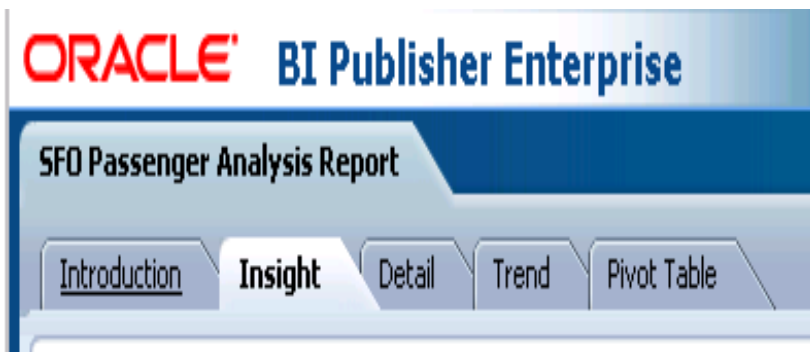 ORACLE BI Publisher Enterprise
SFO Passenger Analysis Report
Introduction Insight Detail Trend Pivot Table